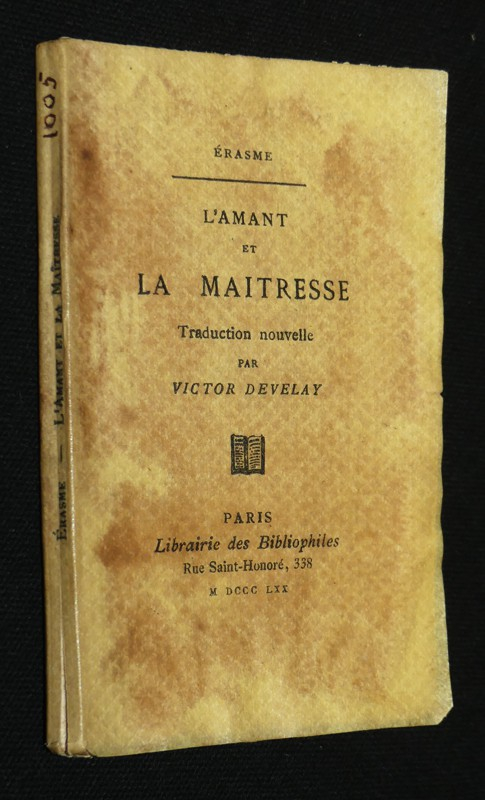 1005
ÉRASME — L'AMANT ET LA MAITRESSE
ÉRASME
L'AMANT
ET
LA MAITRESSE
Traduction nouvelle
PAR
VICTOR DEVELAY
PARIS
Librairie des Bibliophiles
Rue Saint-Honoré, 338
M DCCC LXX